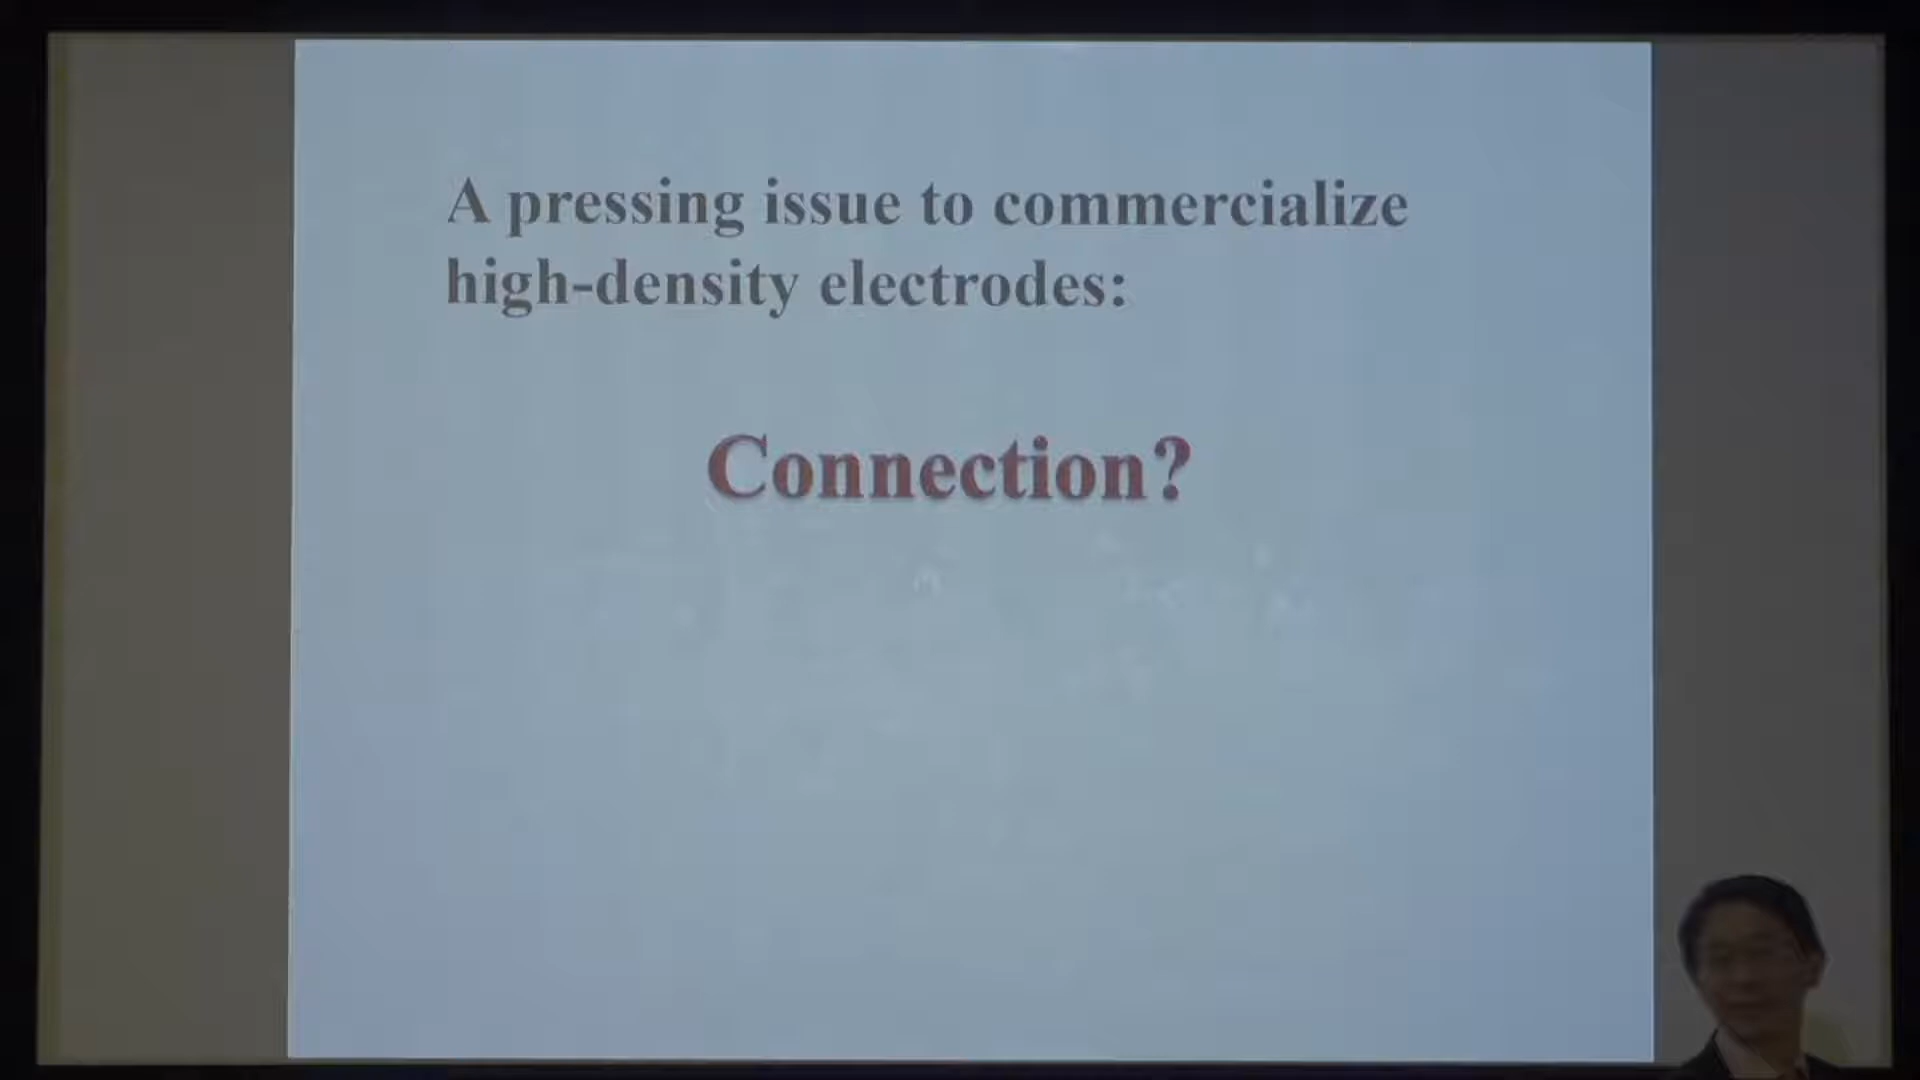 A pressing issue to commercialize
high-density electrodes:
Connection?